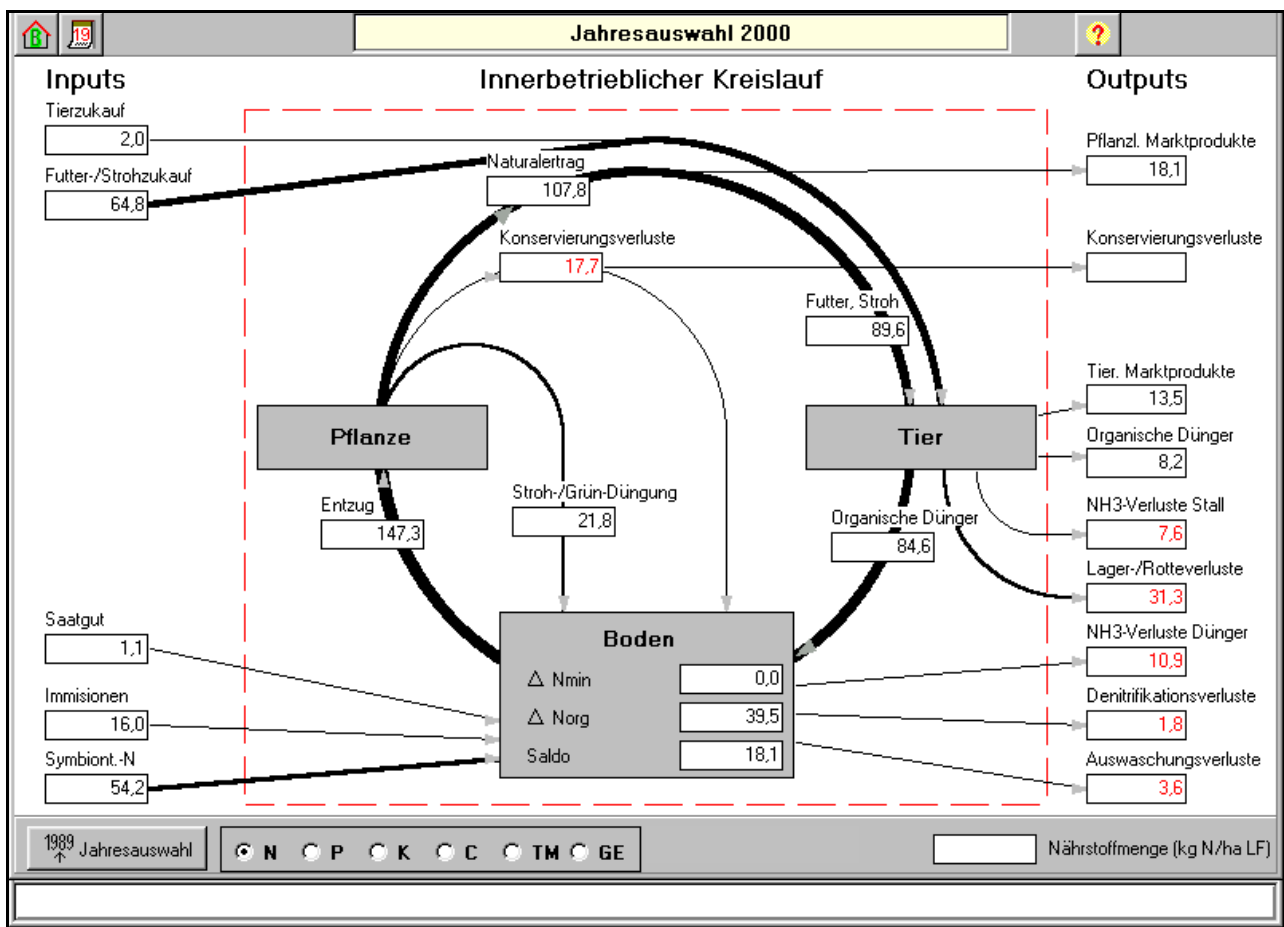 B
19
Jahresauswahl 2000
?
Inputs
Innerbetrieblicher Kreislauf
Outputs
Tierzukauf
2,0
Futter-/Strohzukauf
64,8
Naturalertrag
107,8
Konservierungsverluste
17,7
Futter, Stroh
89,6
Pflanzl. Marktprodukte
18,1
Konservierungsverluste
Tier. Marktprodukte
13,5
Organische Dünger
8,2
NH3-Verluste Stall
7,6
Lager-/Rotteverluste
31,3
NH3-Verluste Dünger
10,9
Denitrifikationsverluste
1,8
Auswaschungsverluste
3,6
Pflanze
Tier
Entzug
147,3
Stroh-/Grün-Düngung
21,8
Organische Dünger
84,6
Saatgut
1,1
Immisionen
16,0
Symbiont.-N
54,2
Boden
Δ Nmin 0,0
Δ Norg 39,5
Saldo 18,1
1989 Jahresauswahl
N P K C TM GE
Nährstoffmenge (kg N/ha LF)